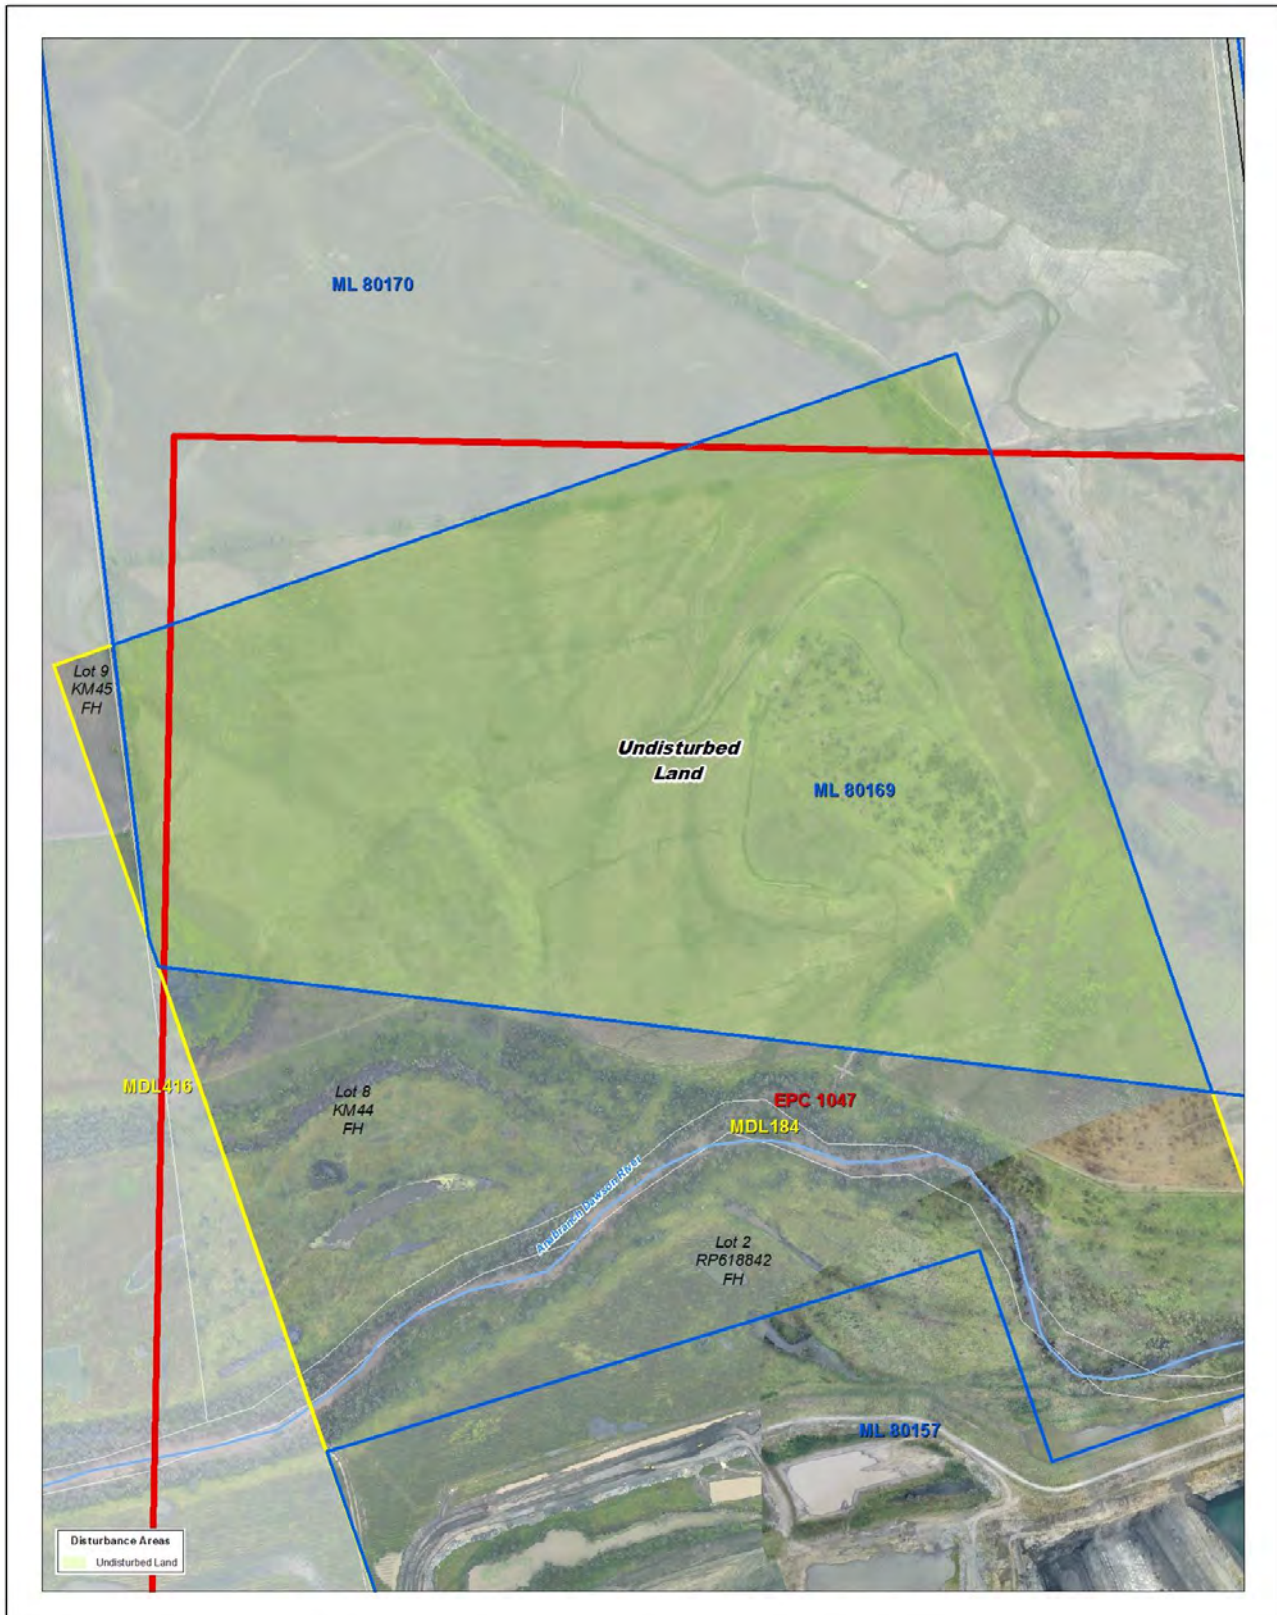 ML 80170
Lot 9
KM45
FH
Undisturbed
Land
ML 80169
MDL416
Lot 8
KM44
FH
EPC 1047
MDL184
Anabranch Dawson River
Lot 2
RP618842
FH
ML 80157
Disturbance Areas
Undisturbed Land